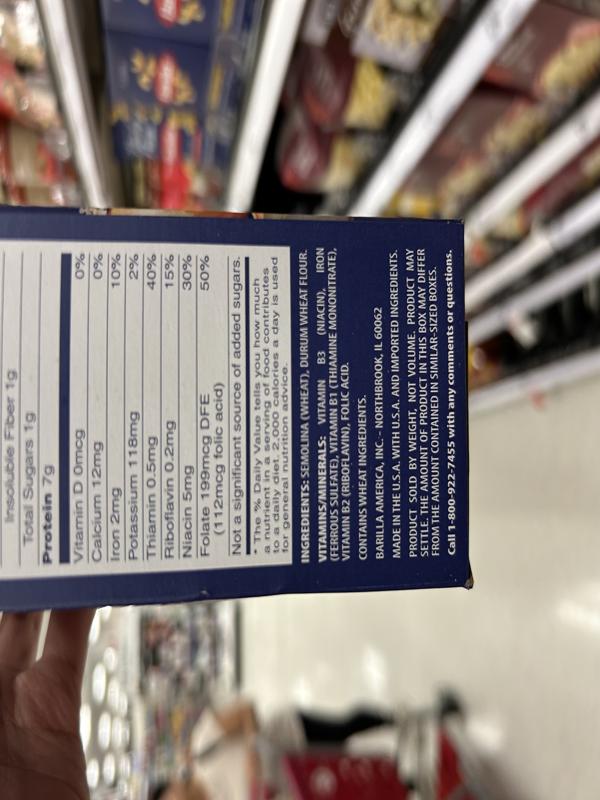 Insoluble Fiber 1g
Total Sugars 1g
Protein 7g
Vitamin D 0mcg 0%
Calcium 12mg 0%
Iron 2mg 10%
Potassium 118mg 2%
Thiamin 0.5mg 40%
Riboflavin 0.2mg 15%
Niacin 5mg 30%
Folate 199mcg DFE 50%
(112mcg folic acid)
Not a significant source of added sugars.
* The % Daily Value tells you how much
a nutrient in a serving of food contributes
to a daily diet. 2,000 calories a day is used
for general nutrition advice.
INGREDIENTS: SEMOLINA (WHEAT), DURUM WHEAT FLOUR.
VITAMINS/MINERALS: VITAMIN B3 (NIACIN), IRON
(FERROUS SULFATE), VITAMIN B1 (THIAMINE MONONITRATE),
VITAMIN B2 (RIBOFLAVIN), FOLIC ACID.
CONTAINS WHEAT INGREDIENTS.
BARILLA AMERICA, INC. - NORTHBROOK, IL 60062
MADE IN THE U.S.A. WITH U.S.A. AND IMPORTED INGREDIENTS.
PRODUCT SOLD BY WEIGHT, NOT VOLUME. PRODUCT MAY
SETTLE. THE AMOUNT OF PRODUCT IN THIS BOX MAY DIFFER
FROM THE AMOUNT CONTAINED IN SIMILAR-SIZED BOXES.
Call 1-800-922-7455 with any comments or questions.